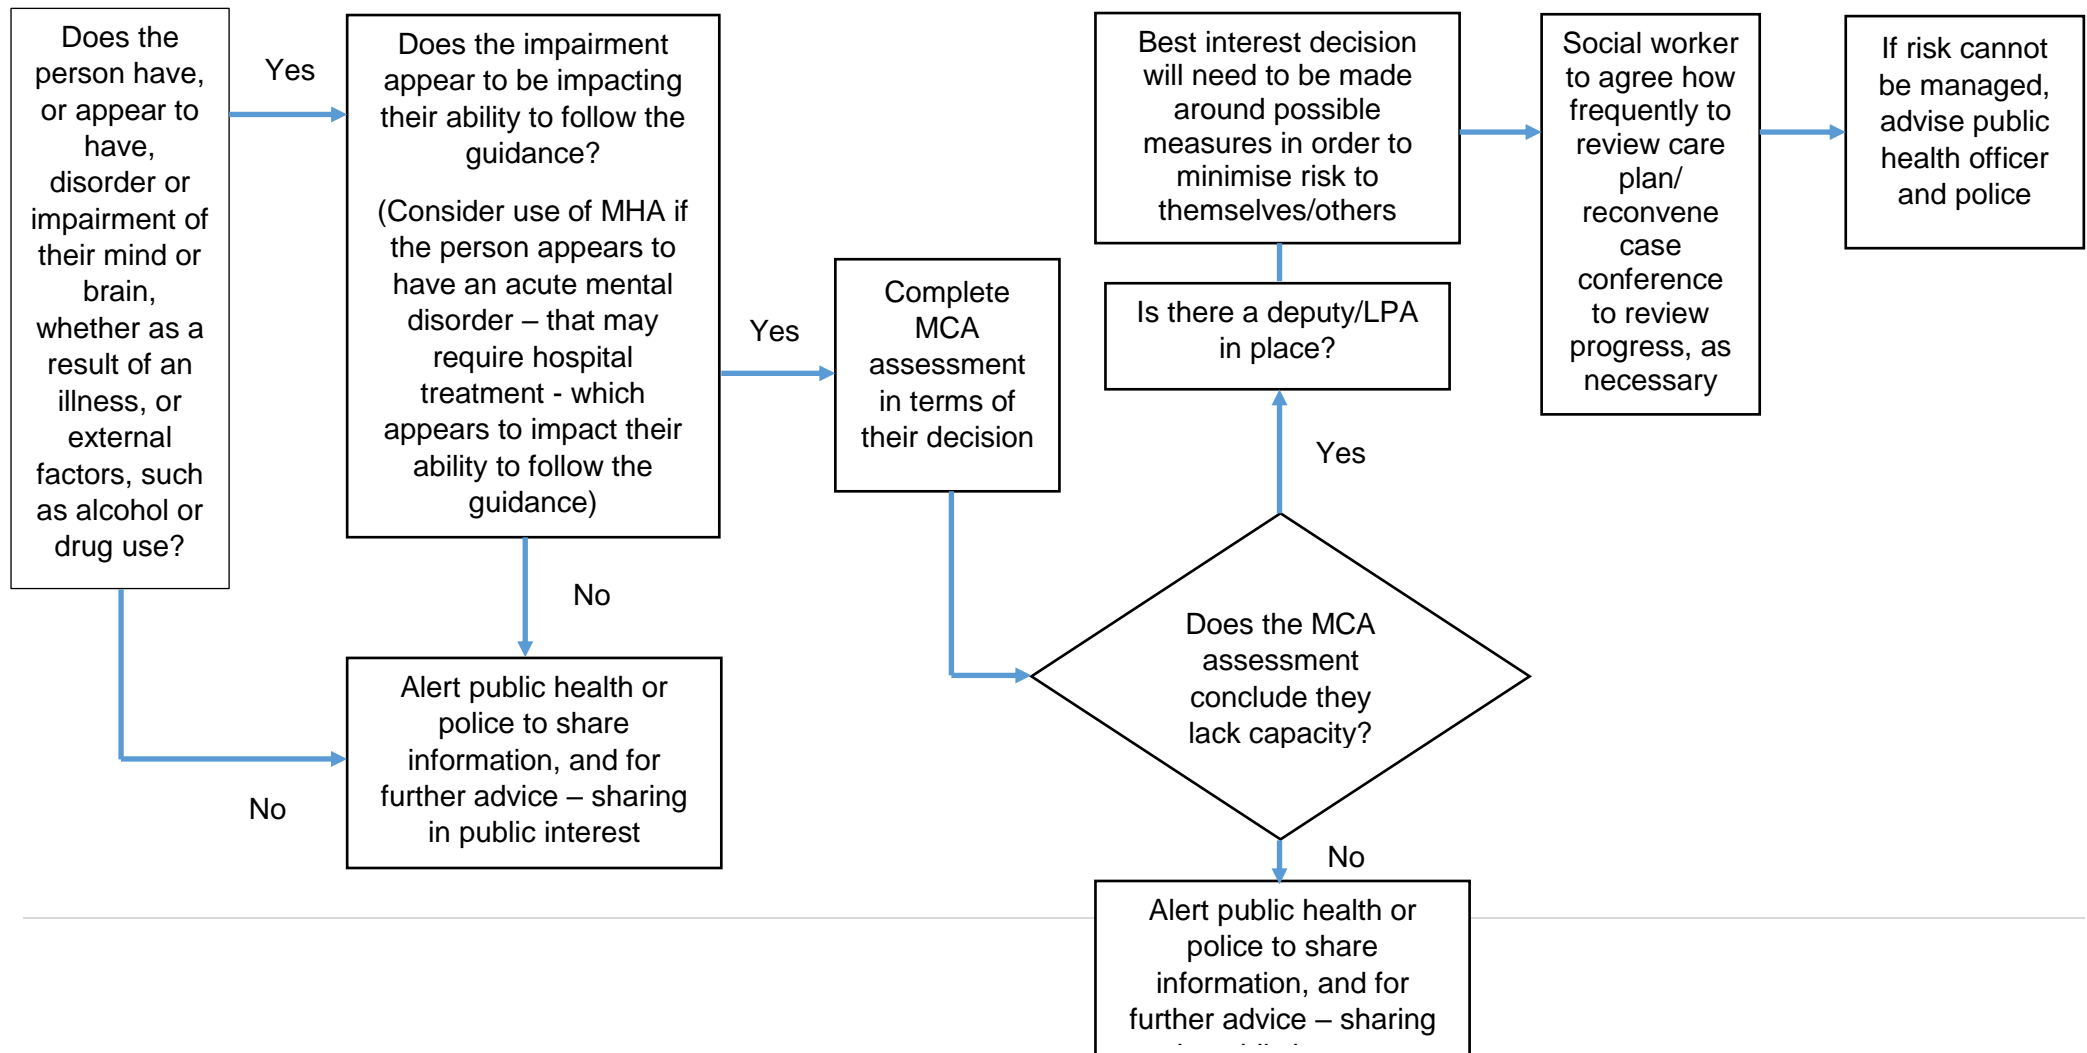 Does the
person have,
or appear to
have,
disorder or
impairment of
their mind or
brain,
whether as a
result of an
illness, or
external
factors, such
as alcohol or
drug use?
Yes
No
Does the impairment
appear to be impacting
their ability to follow the
guidance?
(Consider use of MHA if
the person appears to
have an acute mental
disorder – that may
require hospital
treatment - which
appears to impact their
ability to follow the
guidance)
Yes
No
Alert public health or
police to share
information, and for
further advice – sharing
in public interest
Complete
MCA
assessment
in terms of
their decision
Does the MCA
assessment
conclude they
lack capacity?
Yes
No
Is there a deputy/LPA
in place?
Best interest decision
will need to be made
around possible
measures in order to
minimise risk to
themselves/others
Social worker
to agree how
frequently to
review care
plan/
reconvene
case
conference
to review
progress, as
necessary
If risk cannot
be managed,
advise public
health officer
and police
Alert public health or
police to share
information, and for
further advice – sharing